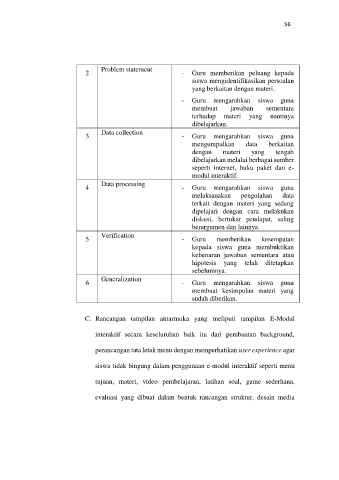 56
2 Problem statement - Guru memberikan peluang kepada
siswa mengidentifikasikan persoalan
yang berkaitan dengan materi.
- Guru mengarahkan siswa guna
membuat jawaban sementara
terhadap materi yang nantinya
dibelajarkan.
3 Data collection - Guru mengarahkan siswa guna
mengumpulkan data berkaitan
dengan materi yang tengah
dibelajarkan melalui berbagai sumber
seperti internet, buku paket dan e-
modul interaktif.
4 Data processing - Guru mengarahkan siswa guna
melaksanakan pengolahan data
terkait dengan materi yang sedang
dipelajari dengan cara melakukan
diskusi, bertukar pendapat, saling
berargumen dan lainnya.
5 Verification - Guru memberikan kesempatan
kepada siswa guna membuktikan
kebenaran jawaban sementara atau
hipotesis yang telah ditetapkan
sebelumnya.
6 Generalization - Guru mengarahkan siswa guna
membuat kesimpulan materi yang
sudah diberikan.
C. Rancangan tampilan antarmuka yang meliputi tampilan E-Modul
interaktif secara keseluruhan baik itu dari pembuatan background,
perancangan tata letak menu dengan memperhatikan user experience agar
siswa tidak bingung dalam penggunaan e-modul interaktif seperti menu
tujuan, materi, video pembelajaran, latihan soal, game sederhana,
evaluasi yang dibuat dalam bentuk rancangan struktur, desain media